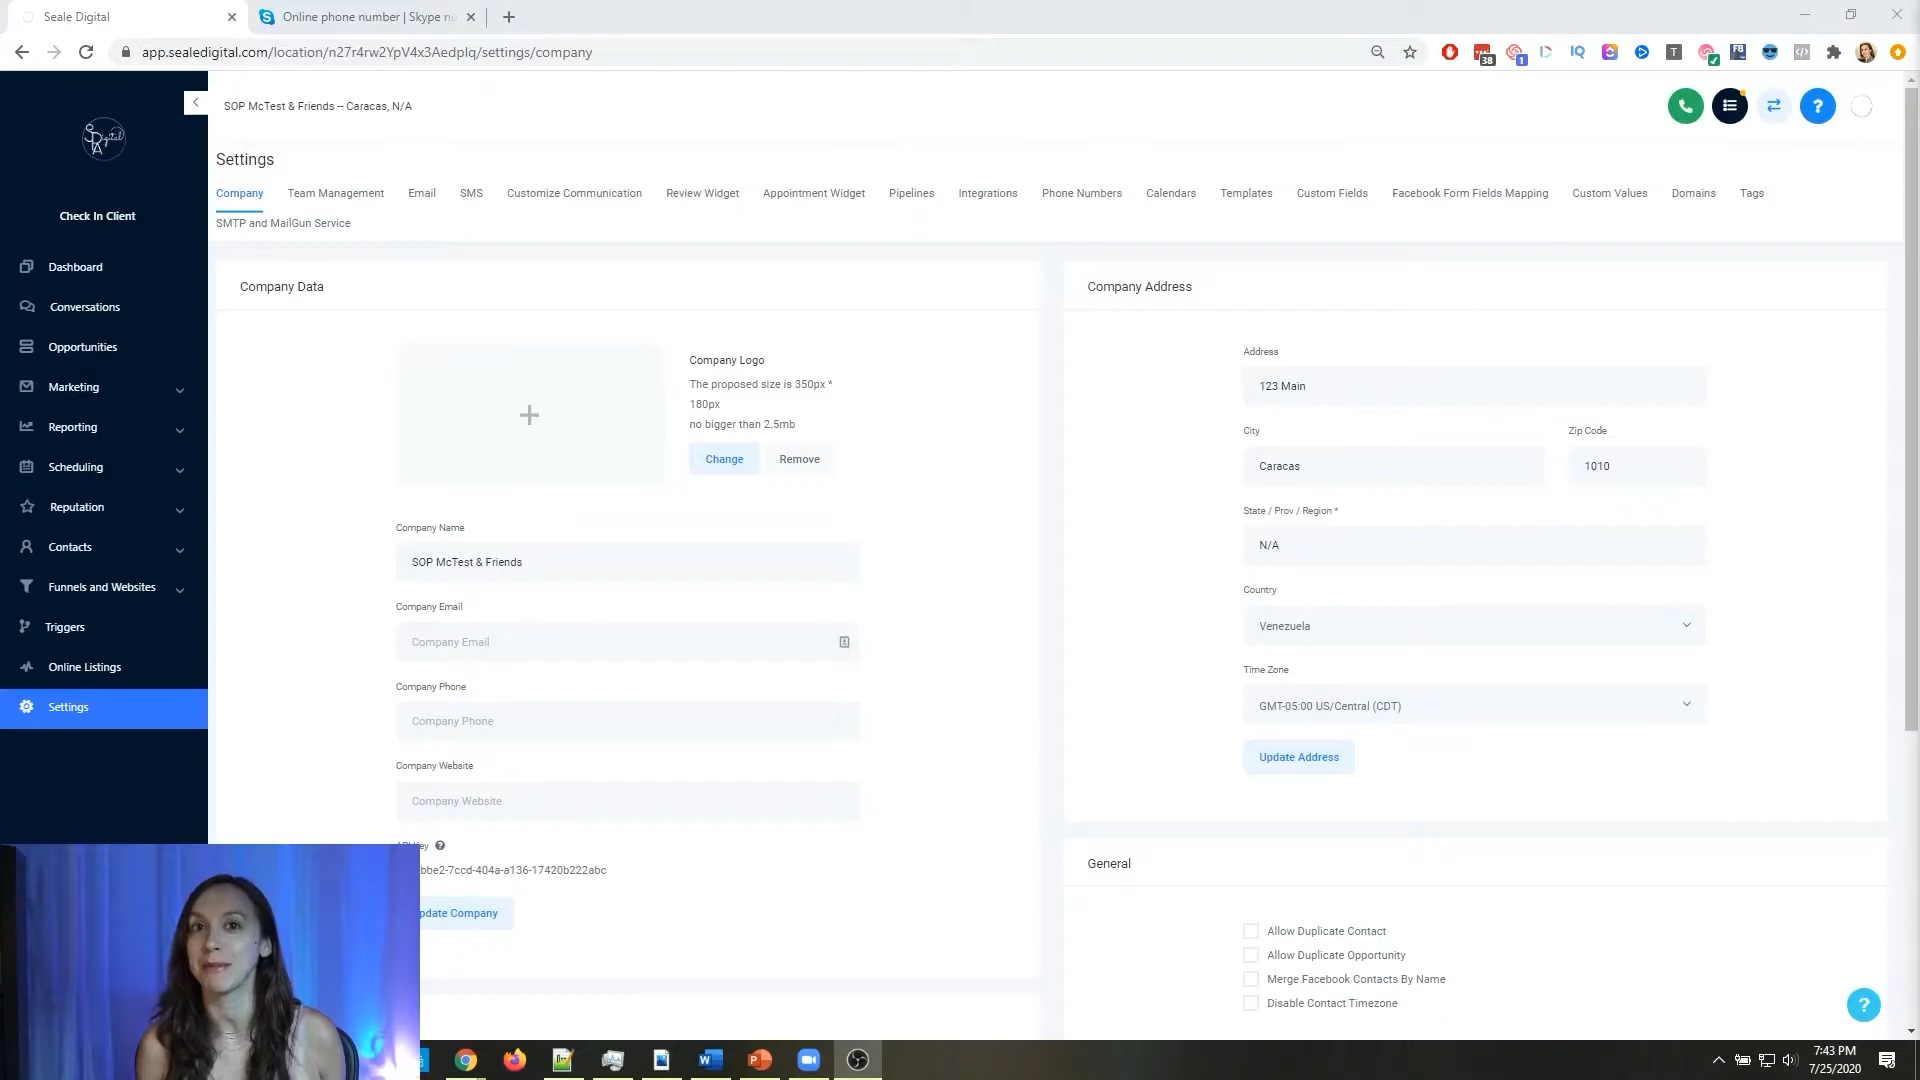 Seale Digital
Online phone number | Skype nu
app.sealedigital.com/location/n27r4rw2YpV4x3Aedplq/settings/company
38
1
IQ
T
FB
SOP McTest & Friends -- Caracas, N/A
Check In Client
Dashboard
Conversations
Opportunities
Marketing
Reporting
Scheduling
Reputation
Contacts
Funnels and Websites
Triggers
Online Listings
Settings
Settings
Company
Team Management
Email
SMS
Customize Communication
Review Widget
Appointment Widget
Pipelines
Integrations
Phone Numbers
Calendars
Templates
Custom Fields
Facebook Form Fields Mapping
Custom Values
Domains
Tags
SMTP and MailGun Service
Company Data
Company Logo
The proposed size is 350px *
180px
no bigger than 2.5mb
Change
Remove
Company Name
SOP McTest & Friends
Company Email
Company Email
Company Phone
Company Phone
Company Website
Company Website
bbe2-7ccd-404a-a136-17420b222abc
pdate Company
Company Address
Address
123 Main
City
Zip Code
Caracas
1010
State / Prov / Region *
N/A
Country
Venezuela
Time Zone
GMT-05:00 US/Central (CDT)
Update Address
General
Allow Duplicate Contact
Allow Duplicate Opportunity
Merge Facebook Contacts By Name
Disable Contact Timezone
7:43 PM
7/25/2020